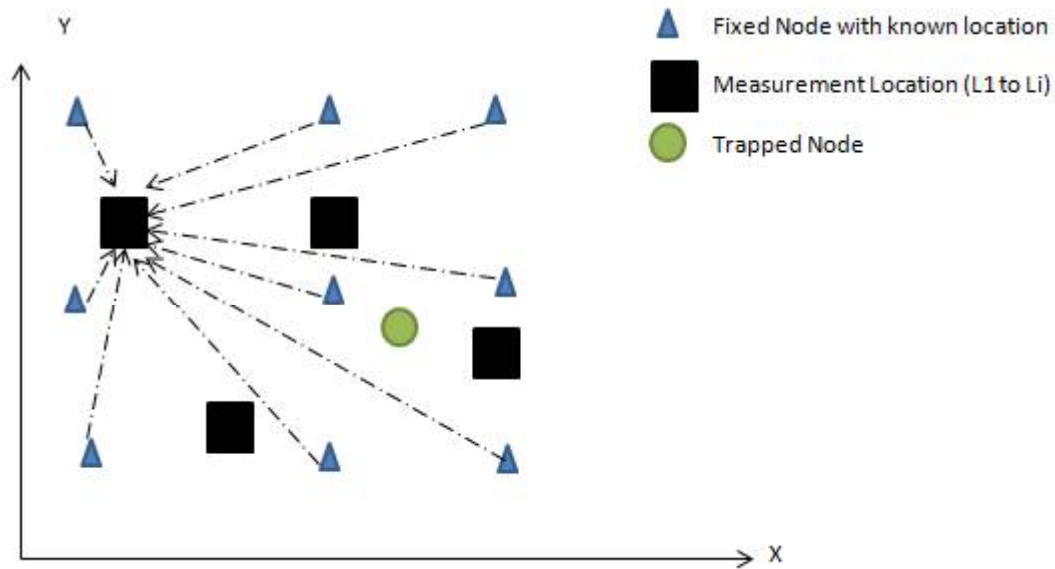 Y
Fixed Node with known location
Measurement Location (L1 to Li)
Trapped Node
X